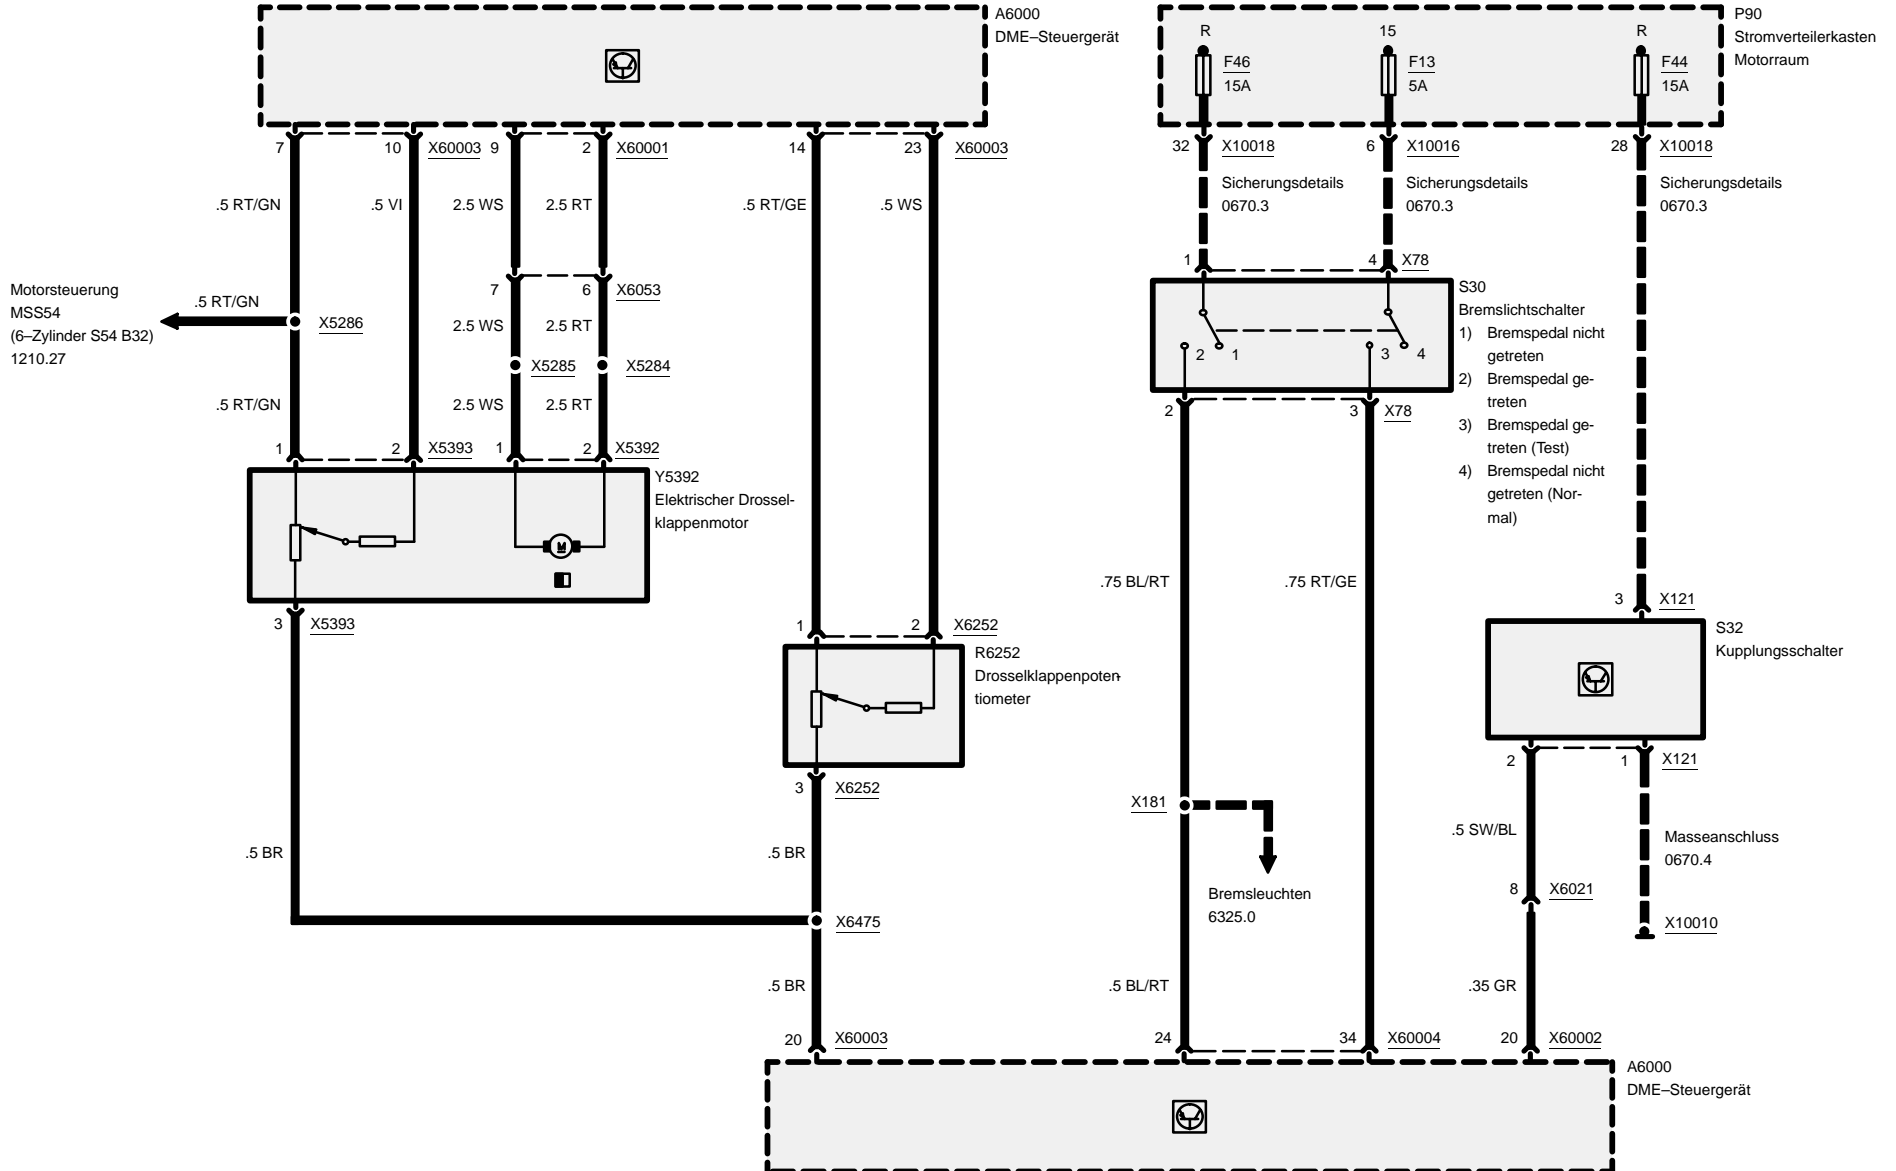 A6000
DME–Steuergerät
P90
Stromverteilerkasten
Motorraum
R
F46
15A
15
F13
5A
R
F44
15A
7
10
X60003
9
2
X60001
14
23
X60003
32
X10018
6
X10016
28
X10018
Sicherungsdetails
0670.3
Sicherungsdetails
0670.3
Sicherungsdetails
0670.3
.5 RT/GN
.5 VI
2.5 WS
2.5 RT
.5 RT/GE
.5 WS
1
4
X78
Motorsteuerung
MSS54
(6–Zylinder S54 B32)
1210.27
.5 RT/GN
X5286
7
6
X6053
2.5 WS
2.5 RT
X5285
X5284
S30
Bremslichtschalter
1) Bremspedal nicht
getreten
2) Bremspedal ge-
treten
3) Bremspedal ge-
treten (Test)
4) Bremspedal nicht
getreten (Nor-
mal)
2
1
3
4
2
3
X78
.5 RT/GN
2.5 WS
2.5 RT
1
2
X5393
1
2
X5392
Y5392
Elektrischer Drossel-
klappenmotor
M
3
X5393
.75 BL/RT
.75 RT/GE
3
X121
1
2
X6252
R6252
Drosselklappenpoten-
tiometer
S32
Kupplungsschalter
3
X6252
2
1
X121
X181
.5 SW/BL
Masseanschluss
0670.4
.5 BR
.5 BR
Bremsleuchten
6325.0
8
X6021
X6475
X10010
.5 BR
.5 BL/RT
.35 GR
20
X60003
24
34
X60004
20
X60002
A6000
DME–Steuergerät